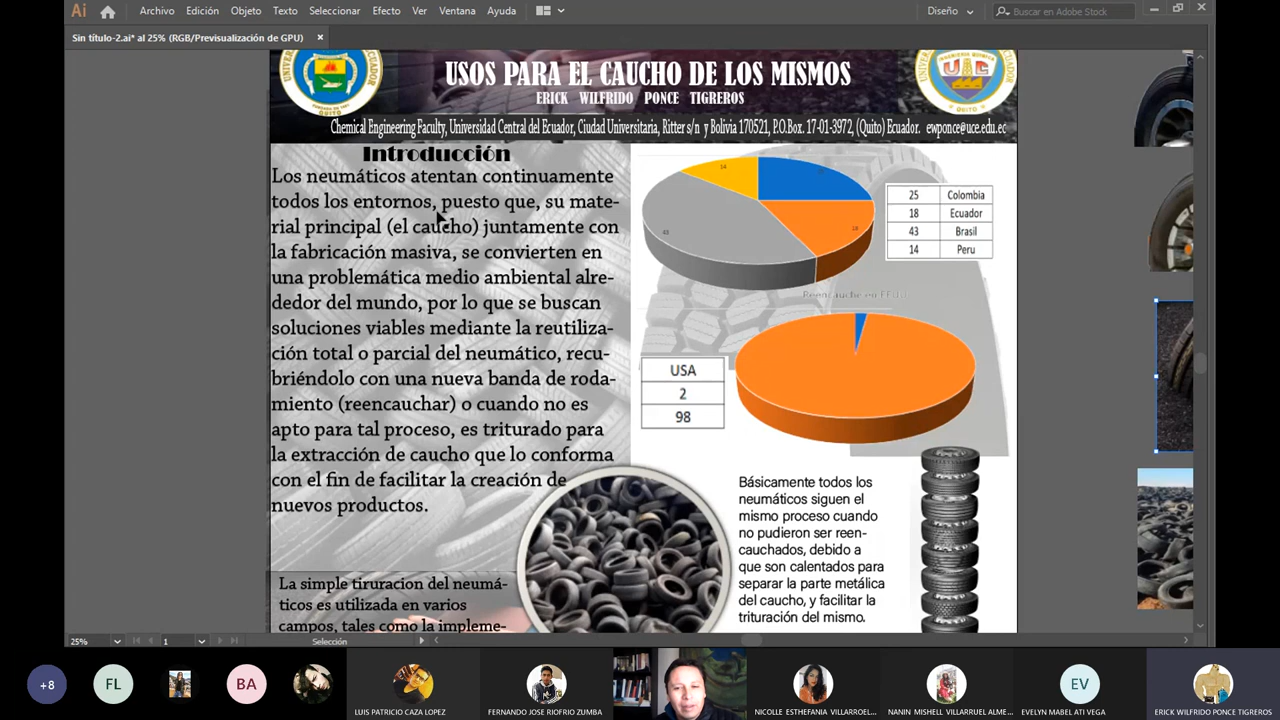 Ai
Archivo Edición Objeto Texto Seleccionar Efecto Ver Ventana Ayuda
Diseño
Buscar en Adobe Stock
Sin título-2.ai* al 25% (RGB/Previsualización de GPU)
USOS PARA EL CAUCHO DE LOS MISMOS
ERICK WILFRIDO PONCE TIGREROS
Chemical Engineering Faculty, Universidad Central del Ecuador, Ciudad Universitaria, Ritter s/n y Bolivia 170521, P.O.Box. 17-01-3972, (Quito) Ecuador. ewponce@uce.edu.ec
Introducción
Los neumáticos atentan continuamente
todos los entornos, puesto que, su mate-
rial principal (el caucho) juntamente con
la fabricación masiva, se convierten en
una problemática medio ambiental alre-
dedor del mundo, por lo que se buscan
soluciones viables mediante la reutiliza-
ción total o parcial del neumático, recu-
briéndolo con una nueva banda de roda-
miento (reencauchar) o cuando no es
apto para tal proceso, es triturado para
la extracción de caucho que lo conforma
con el fin de facilitar la creación de
nuevos productos.
La simple tiruracion del neumá-
ticos es utilizada en varios
campos, tales como la impleme-
14
43
18
25 Colombia
18 Ecuador
43 Brasil
14 Peru
Reencauche en
USA
2
98
Básicamente todos los
neumáticos siguen el
mismo proceso cuando
no pudieron ser reen-
cauchados, debido a
que son calentados para
separar la parte metálica
del caucho, y facilitar la
trituración del mismo.
25%
1
Selección
+8
FL
BA
LUIS PATRICIO CAZA LOPEZ
FERNANDO JOSE RIOFRIO ZUMBA
NICOLLE ESTHEFANIA VILLARROEL...
NANIN MISHELL VILLARRUEL ALME...
EV
EVELYN MABEL ATI VEGA
ERICK WILFRIDO PONCE TIGREROS